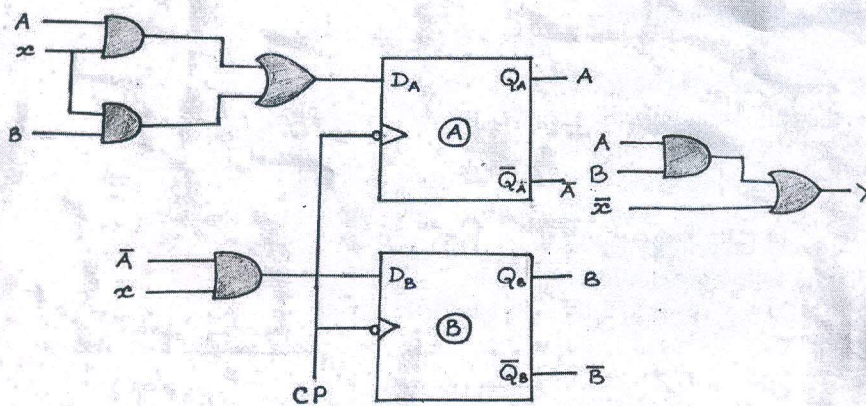 A
x
B
D_A
Q_A
A
Ⓐ
Q̅_A̅
A̅
A
B
x̅
Y
A̅
x
D_B
Q_B
B
Ⓑ
Q̅_B
B̅
CP